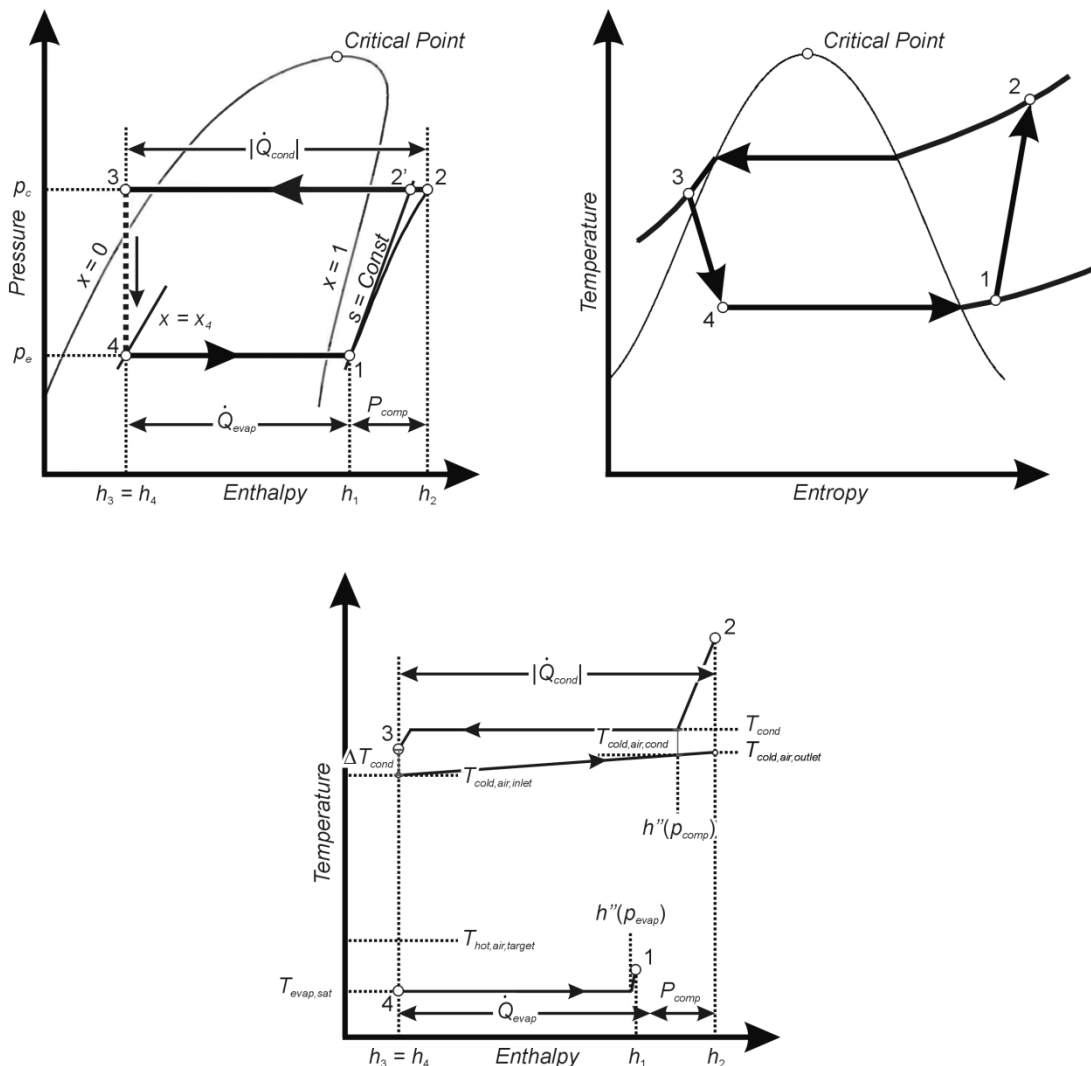 Critical Point
|Q̇cond|
pc
3
2'
2
Pressure
x = 0
x = 1
s = Const
x = x4
pe
4
1
Q̇evap
Pcomp
h3 = h4
Enthalpy
h1
h2
Critical Point
2
3
Temperature
4
1
Entropy
2
|Q̇cond|
3
Tcond
Tcold,air,cond
Tcold,air,outlet
ΔTcond
Tcold,air,inlet
h"(pcomp)
Temperature
h"(pevap)
Thot,air,target
1
Tevap,sat
4
Q̇evap
Pcomp
h3 = h4
Enthalpy
h1
h2